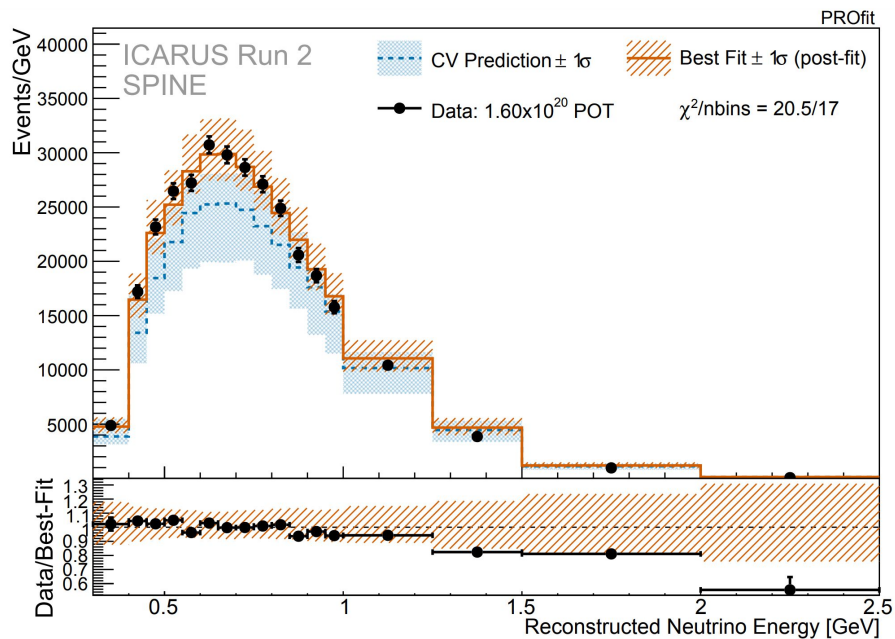 PROfit
ICARUS Run 2
SPINE
CV Prediction ± 1σ
Best Fit ± 1σ (post-fit)
Data: 1.60x10²⁰ POT
χ²/nbins = 20.5/17
Events/GeV
40000
35000
30000
25000
20000
15000
10000
5000
Data/Best-Fit
1.3
1.2
1.1
1.0
0.9
0.8
0.7
0.6
0.5
1
1.5
2
2.5
Reconstructed Neutrino Energy [GeV]